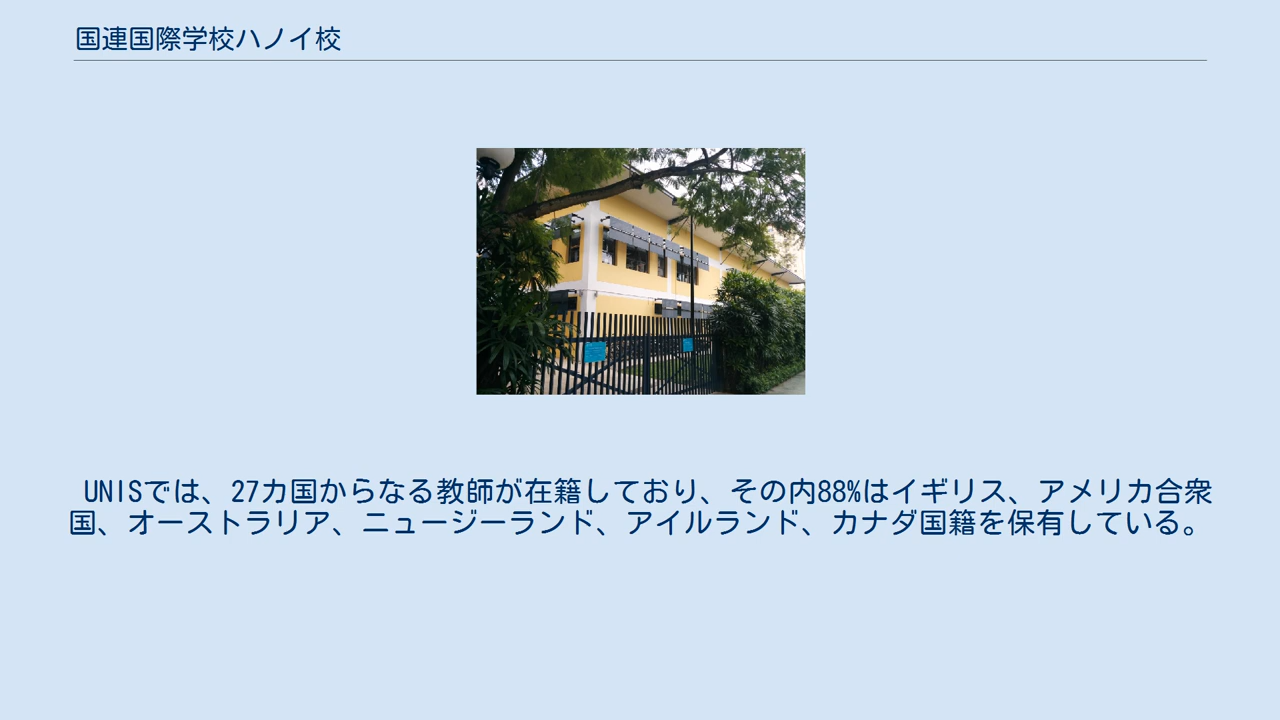 国連国際学校ハノイ校
UNISでは、27カ国からなる教師が在籍しており、その内88%はイギリス、アメリカ合衆
国、オーストラリア、ニュージーランド、アイルランド、カナダ国籍を保有している。